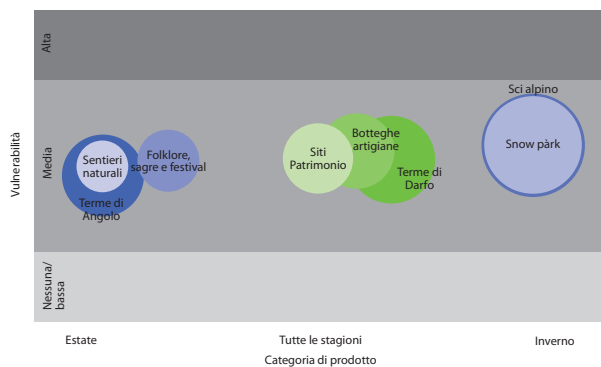 Vulnerabilità
Alta
Media
Nessuna/
bassa
Sentieri
naturali
Terme di
Angolo
Folklore,
sagre e festival
Siti
Patrimonio
Botteghe
artigiane
Terme di
Darfo
Sci alpino
Snow pàrk
Estate
Tutte le stagioni
Inverno
Categoria di prodotto